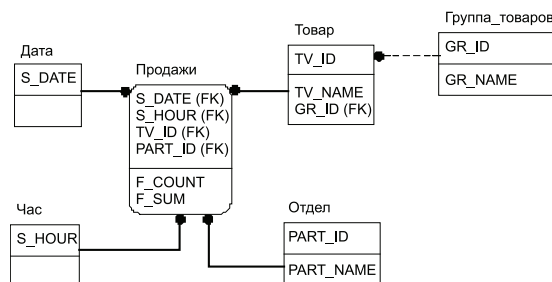 Дата
S_DATE
Продажи
S_DATE (FK)
S_HOUR (FK)
TV_ID (FK)
PART_ID (FK)
F_COUNT
F_SUM
Товар
TV_ID
TV_NAME
GR_ID (FK)
Группа_товаров
GR_ID
GR_NAME
Час
S_HOUR
Отдел
PART_ID
PART_NAME